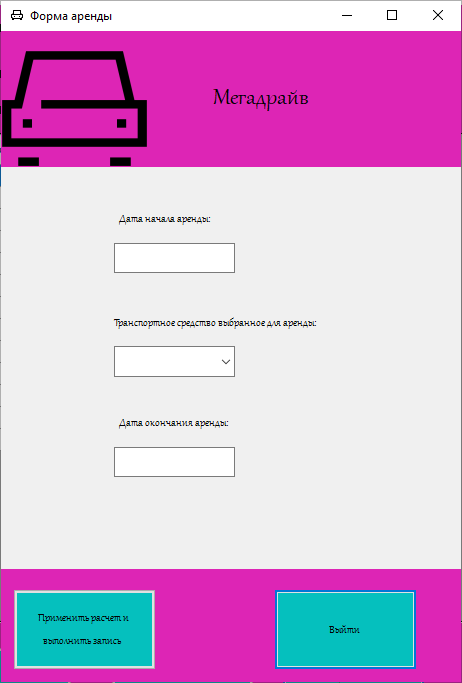 Форма аренды
Мегадрайв
Дата начала аренды:
Транспортное средство выбранное для аренды:
Дата окончания аренды:
Применить расчет и
выполнить запись
Выйти